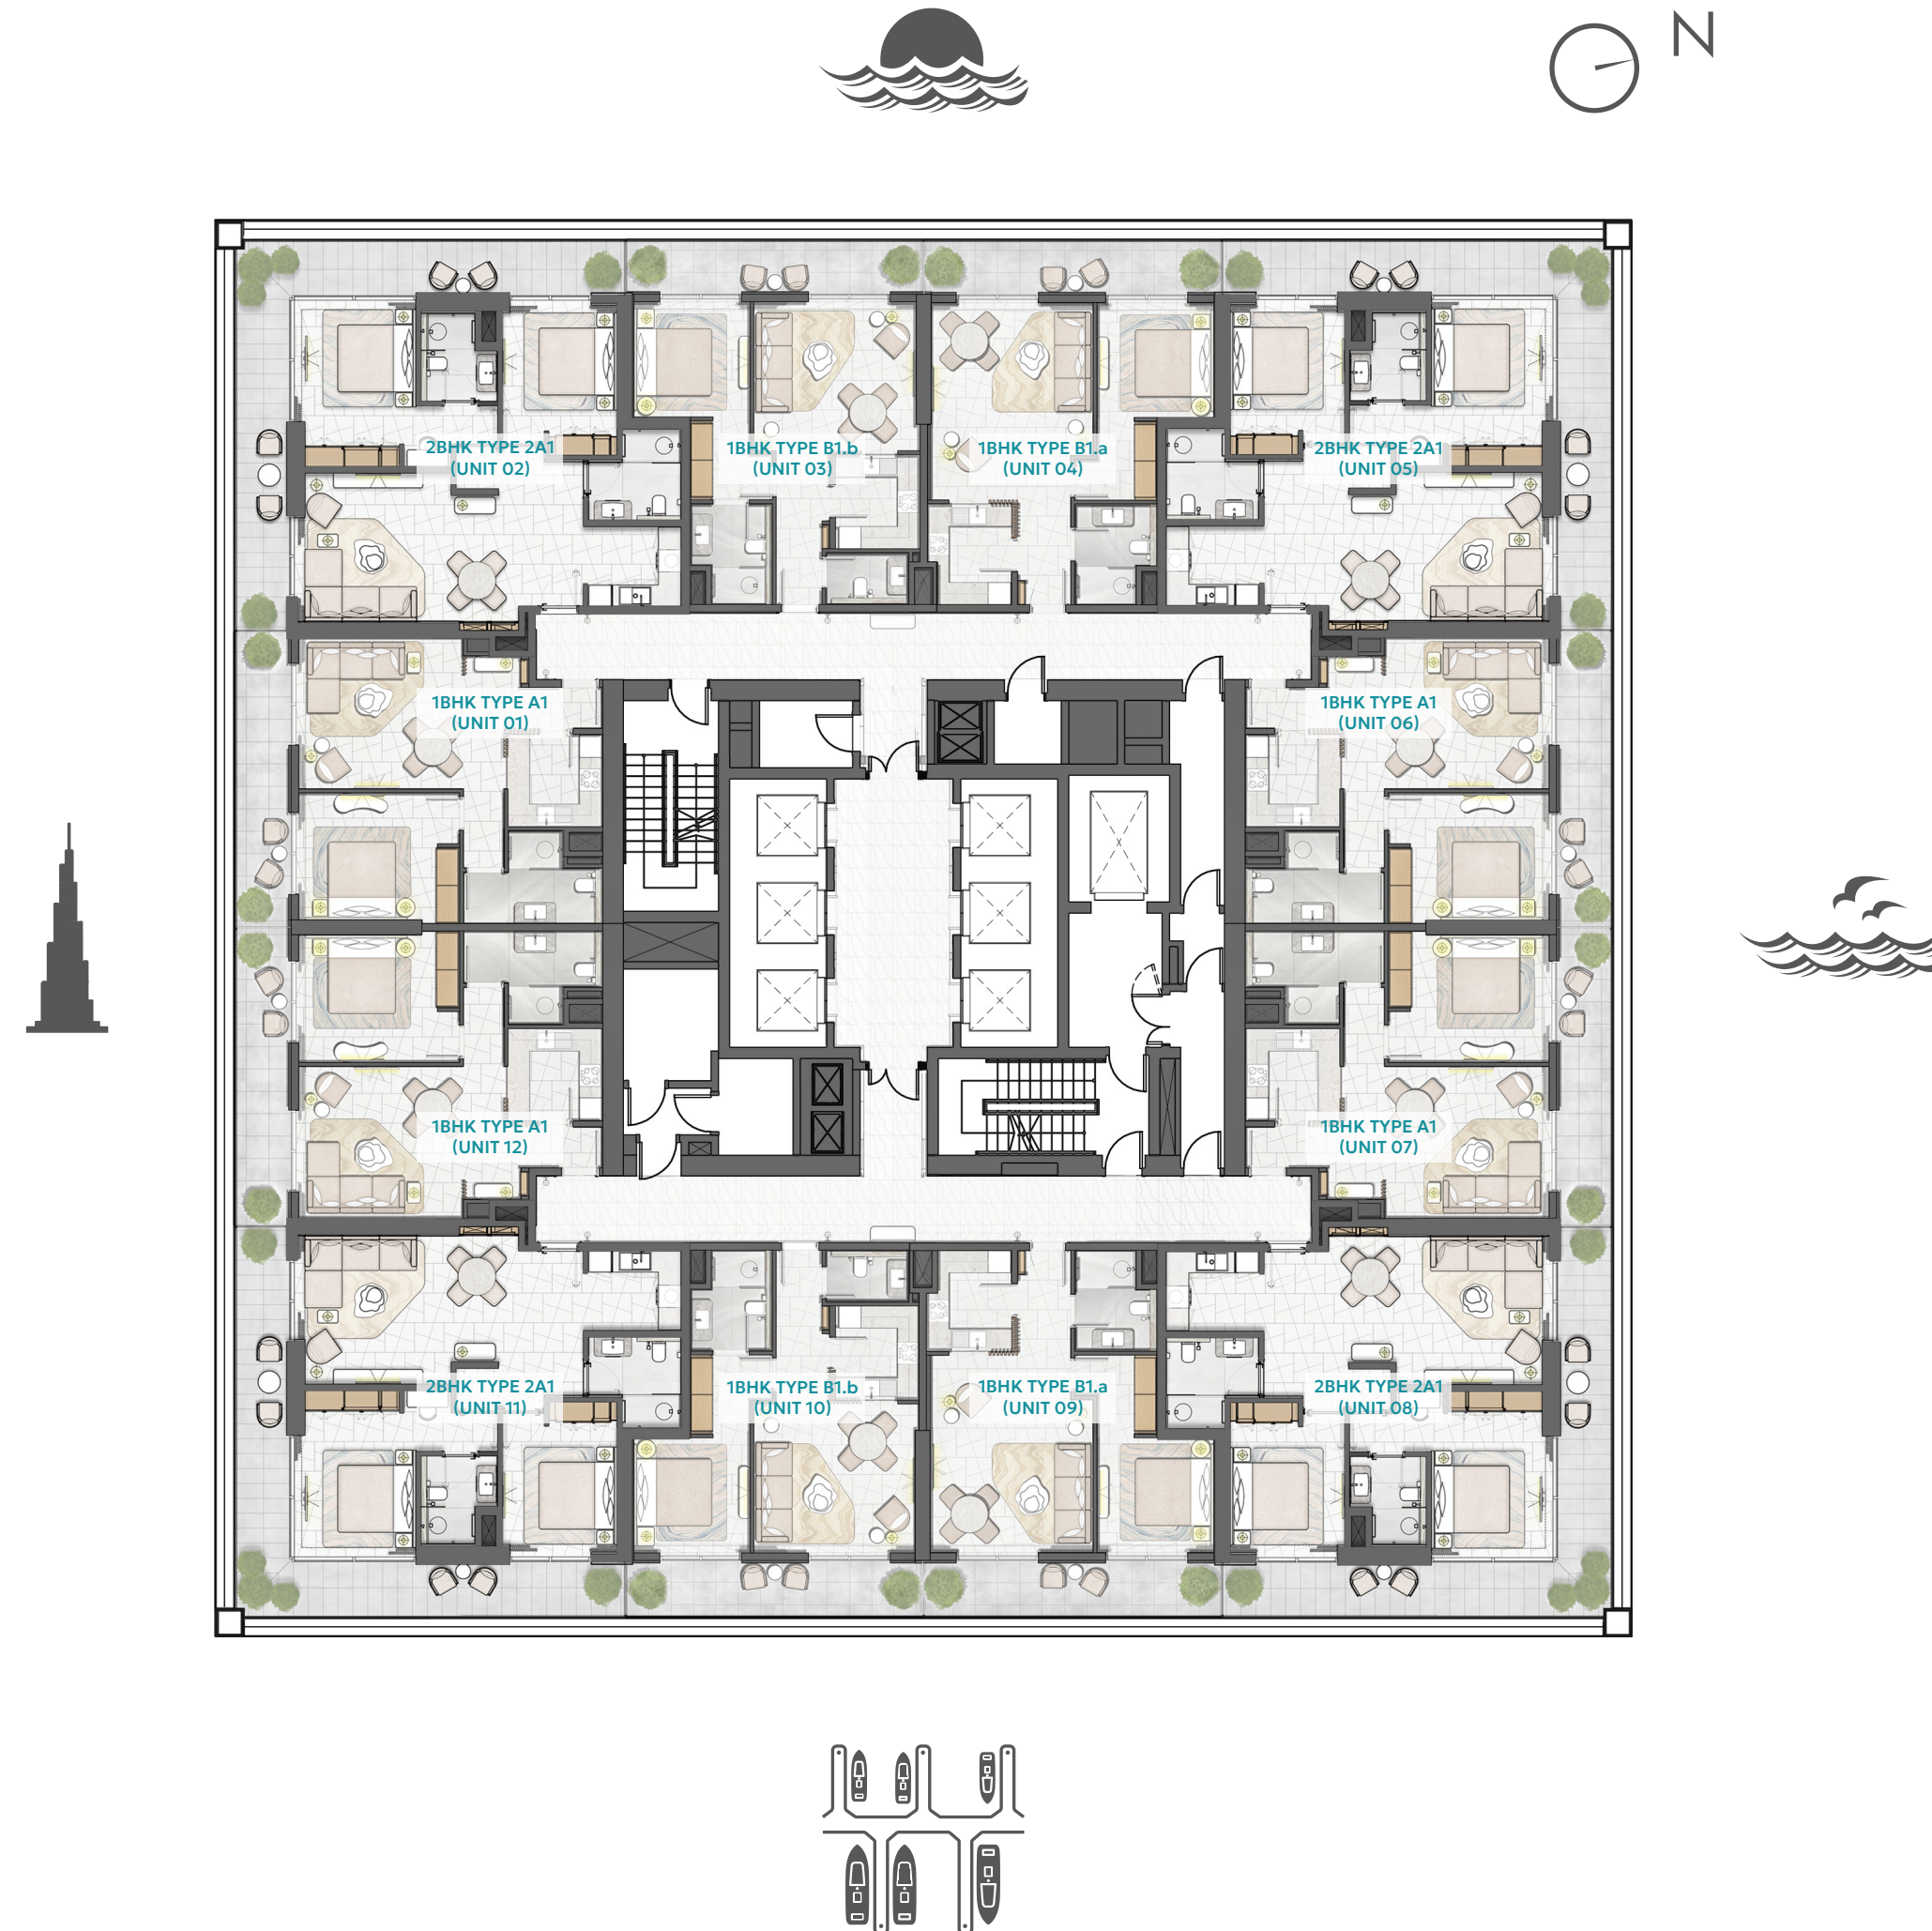 N
2BHK TYPE 2A1
(UNIT 02)
1BHK TYPE B1.b
(UNIT 03)
1BHK TYPE B1.a
(UNIT 04)
2BHK TYPE 2A1
(UNIT 05)
1BHK TYPE A1
(UNIT 01)
1BHK TYPE A1
(UNIT 06)
1BHK TYPE A1
(UNIT 12)
1BHK TYPE A1
(UNIT 07)
2BHK TYPE 2A1
(UNIT 11)
1BHK TYPE B1.b
(UNIT 10)
1BHK TYPE B1.a
(UNIT 09)
2BHK TYPE 2A1
(UNIT 08)